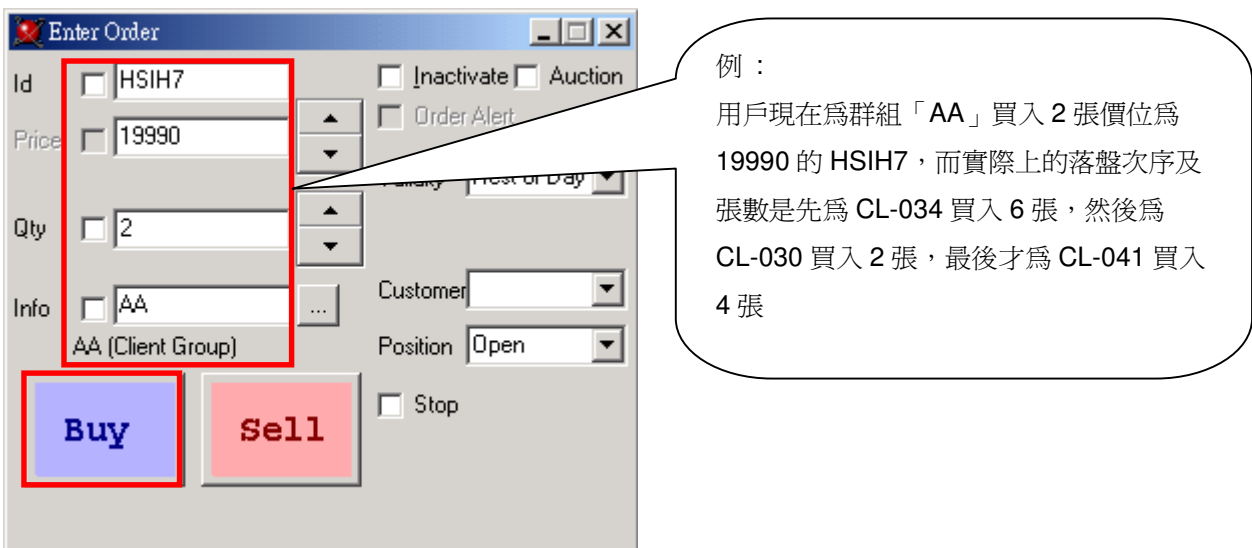 Enter Order
Id HSIH7
Inactivate Auction
Price 19990
Order Alert
Rest of Day
Qty 2
Info AA ...
Customer
AA (Client Group)
Position Open
Buy Sell
Stop
例：
用戶現在爲群組「AA」買入 2 張價位爲
19990 的 HSIH7，而實際上的落盤次序及
張數是先爲 CL-034 買入 6 張，然後爲
CL-030 買入 2 張，最後才爲 CL-041 買入
4 張